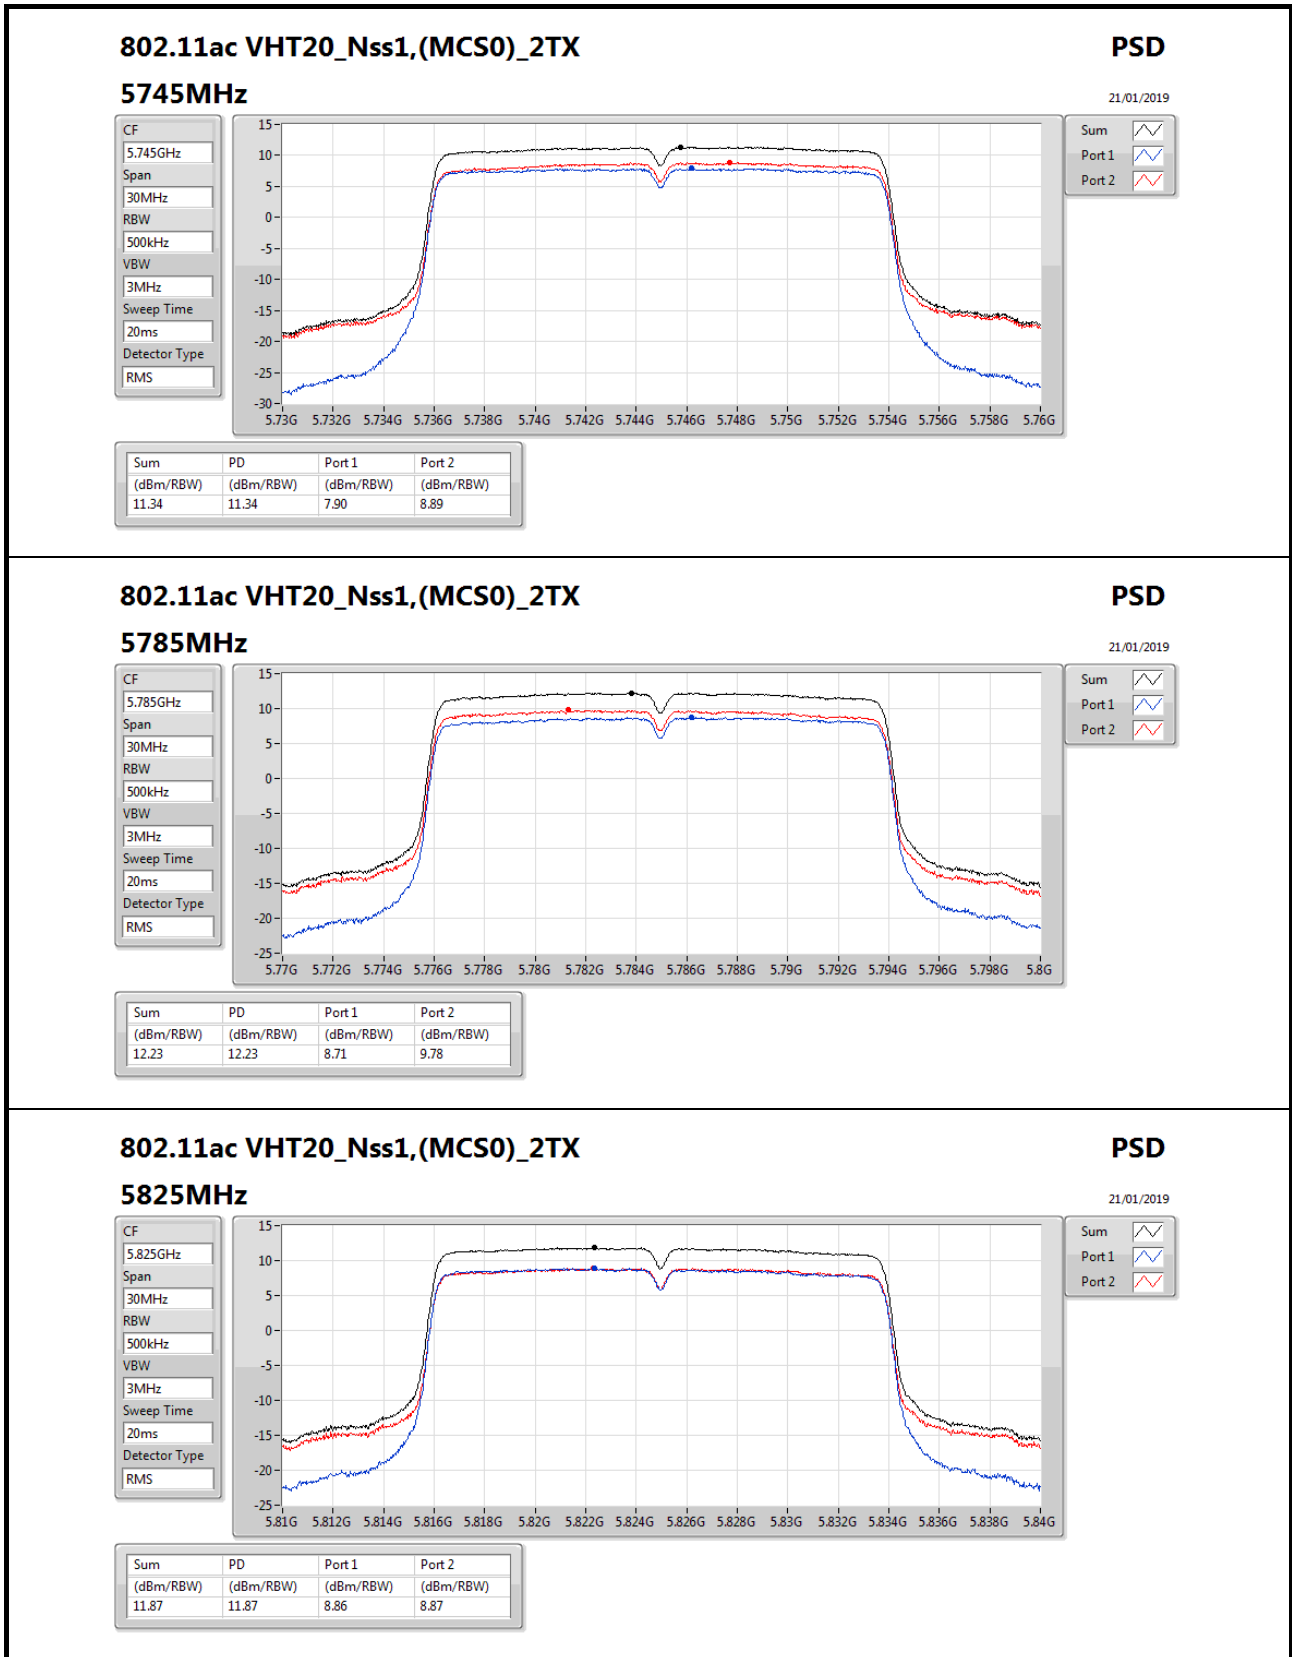 802.11ac VHT20_Nss1,(MCS0)_2TX PSD
5745MHz 21/01/2019
CF
5.745GHz
Span
30MHz
RBW
500kHz
VBW
3MHz
Sweep Time
20ms
Detector Type
RMS
15
10
5
0
-5
-10
-15
-20
-25
-30
5.73G 5.732G 5.734G 5.736G 5.738G 5.74G 5.742G 5.744G 5.746G 5.748G 5.75G 5.752G 5.754G 5.756G 5.758G 5.76G
Sum
Port 1
Port 2
Sum PD Port 1 Port 2
(dBm/RBW) (dBm/RBW) (dBm/RBW) (dBm/RBW)
11.34 11.34 7.90 8.89
802.11ac VHT20_Nss1,(MCS0)_2TX PSD
5785MHz 21/01/2019
CF
5.785GHz
Span
30MHz
RBW
500kHz
VBW
3MHz
Sweep Time
20ms
Detector Type
RMS
15
10
5
0
-5
-10
-15
-20
-25
5.77G 5.772G 5.774G 5.776G 5.778G 5.78G 5.782G 5.784G 5.786G 5.788G 5.79G 5.792G 5.794G 5.796G 5.798G 5.8G
Sum
Port 1
Port 2
Sum PD Port 1 Port 2
(dBm/RBW) (dBm/RBW) (dBm/RBW) (dBm/RBW)
12.23 12.23 8.71 9.78
802.11ac VHT20_Nss1,(MCS0)_2TX PSD
5825MHz 21/01/2019
CF
5.825GHz
Span
30MHz
RBW
500kHz
VBW
3MHz
Sweep Time
20ms
Detector Type
RMS
15
10
5
0
-5
-10
-15
-20
-25
5.81G 5.812G 5.814G 5.816G 5.818G 5.82G 5.822G 5.824G 5.826G 5.828G 5.83G 5.832G 5.834G 5.836G 5.838G 5.84G
Sum
Port 1
Port 2
Sum PD Port 1 Port 2
(dBm/RBW) (dBm/RBW) (dBm/RBW) (dBm/RBW)
11.87 11.87 8.86 8.87